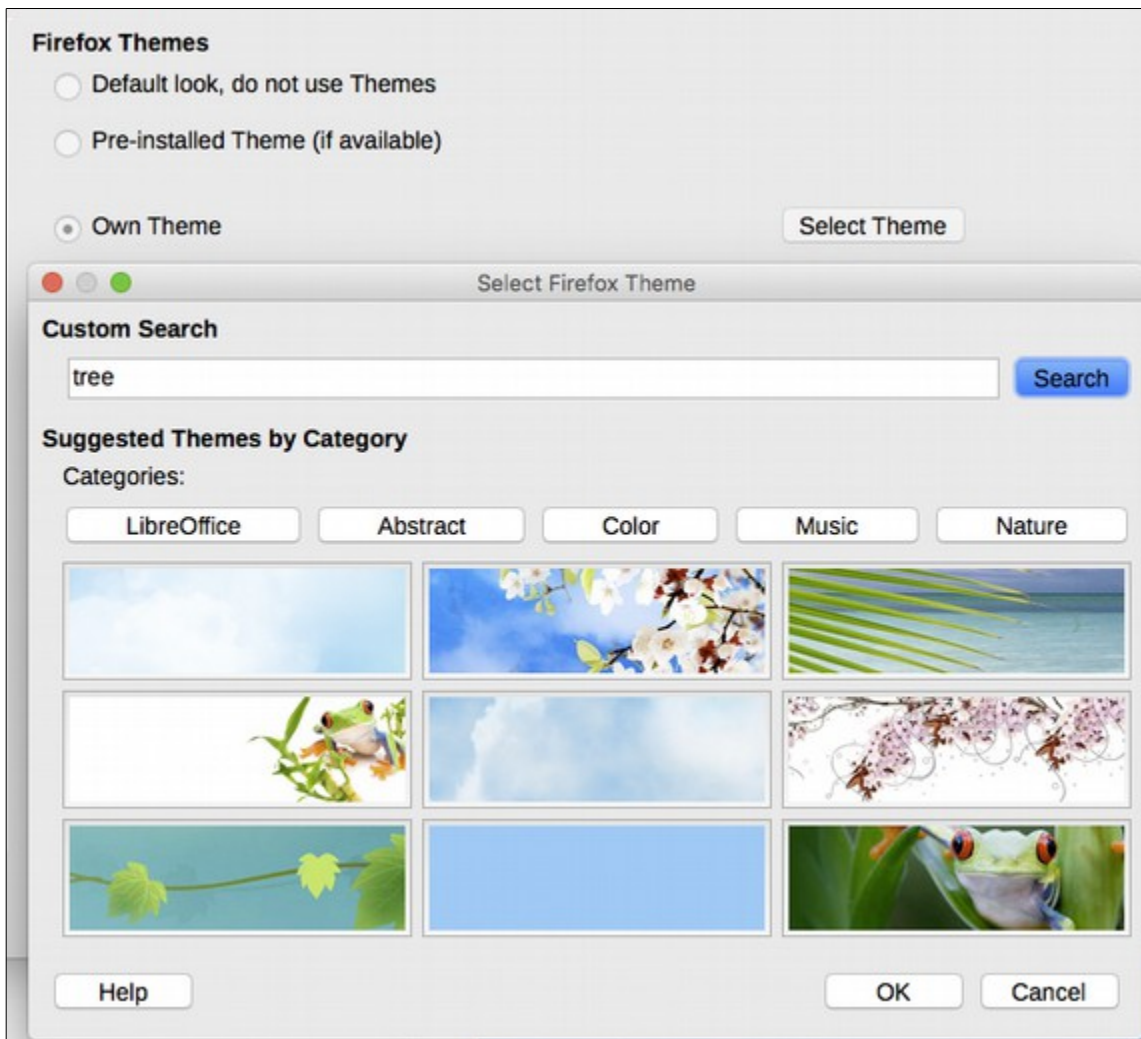 Firefox Themes
Default look, do not use Themes
Pre-installed Theme (if available)
Own Theme Select Theme
Select Firefox Theme
Custom Search
tree Search
Suggested Themes by Category
Categories:
LibreOffice Abstract Color Music Nature
Help OK Cancel